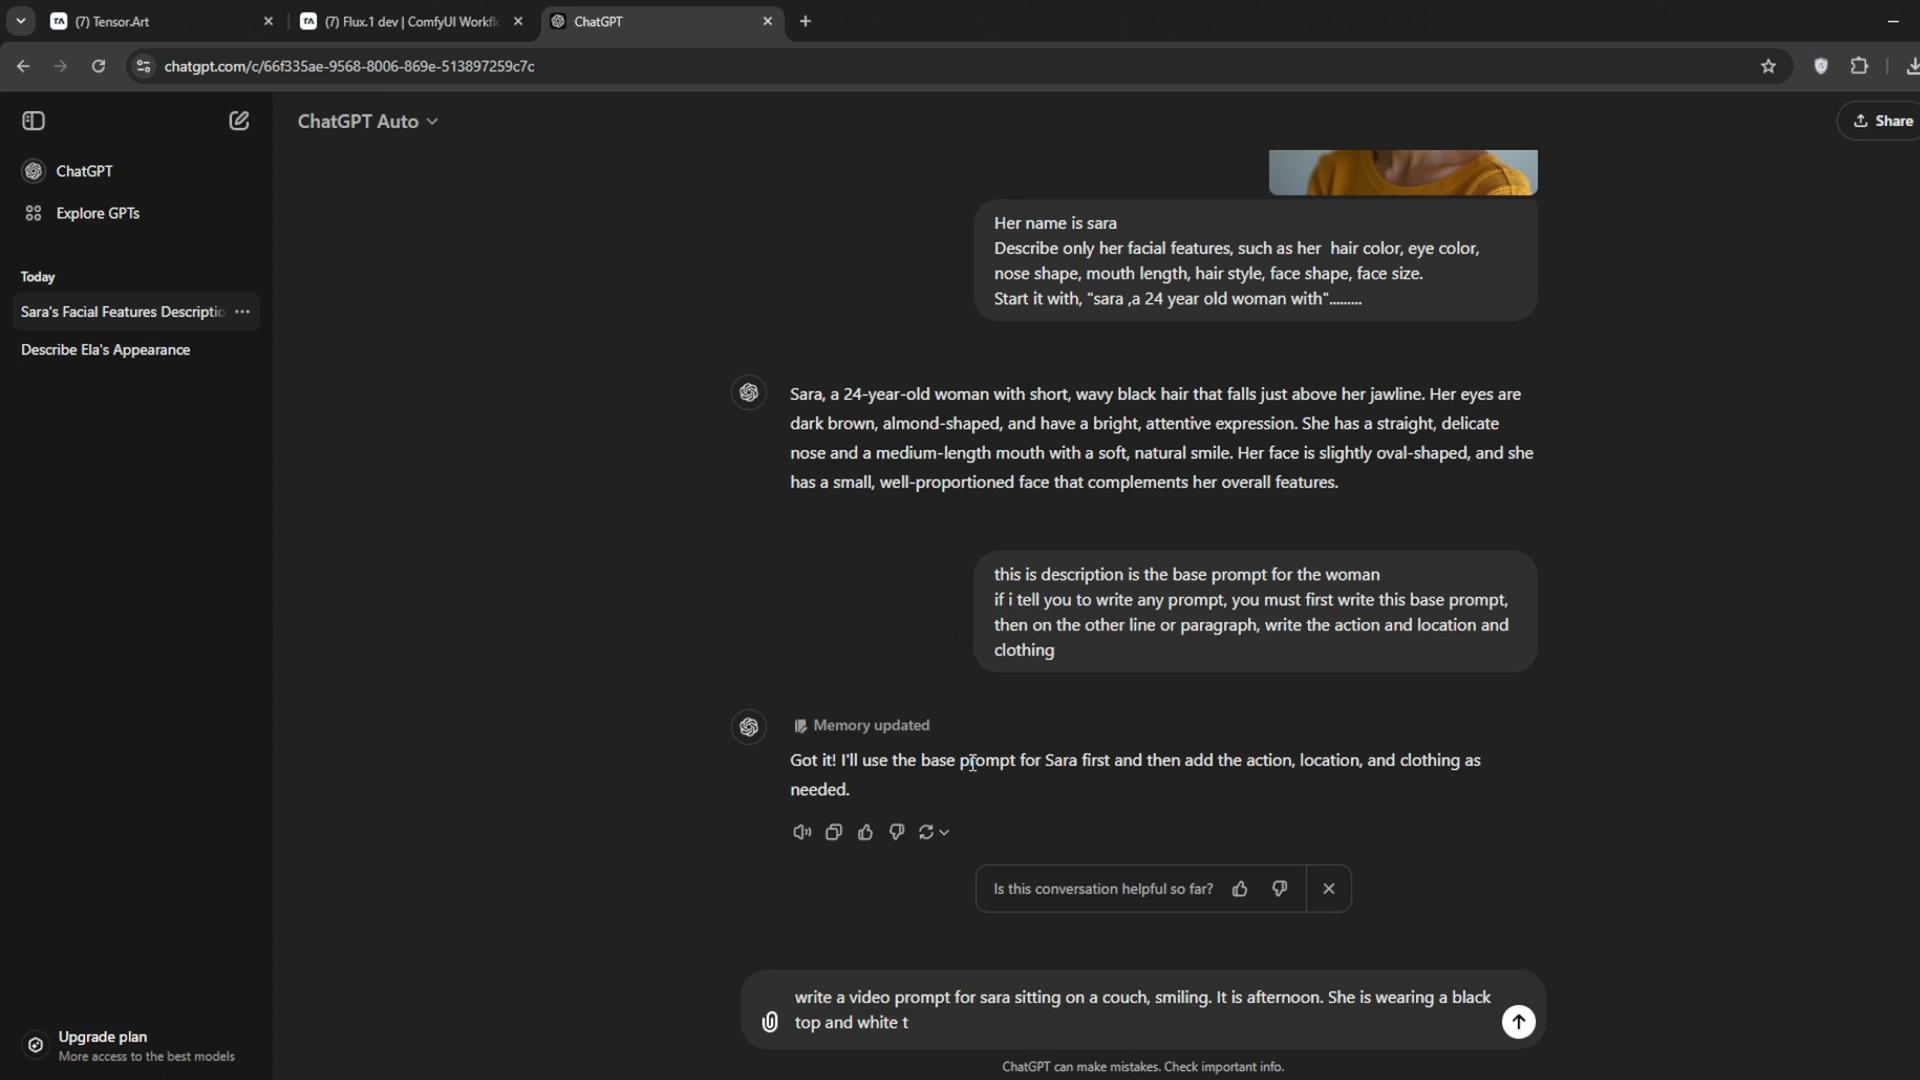 (7) Tensor.Art
(7) Flux.1 dev | ComfyUI Workfl
ChatGPT
chatgpt.com/c/66f335ae-9568-8006-869e-513897259c7c
ChatGPT Auto
Share
ChatGPT
Explore GPTs
Today
Sara's Facial Features Descriptio
Describe Ela's Appearance
Her name is sara
Describe only her facial features, such as her hair color, eye color,
nose shape, mouth length, hair style, face shape, face size.
Start it with, "sara ,a 24 year old woman with".........
Sara, a 24-year-old woman with short, wavy black hair that falls just above her jawline. Her eyes are
dark brown, almond-shaped, and have a bright, attentive expression. She has a straight, delicate
nose and a medium-length mouth with a soft, natural smile. Her face is slightly oval-shaped, and she
has a small, well-proportioned face that complements her overall features.
this is description is the base prompt for the woman
if i tell you to write any prompt, you must first write this base prompt,
then on the other line or paragraph, write the action and location and
clothing
Memory updated
Got it! I'll use the base prompt for Sara first and then add the action, location, and clothing as
needed.
Is this conversation helpful so far?
write a video prompt for sara sitting on a couch, smiling. It is afternoon. She is wearing a black
top and white t
Upgrade plan
More access to the best models
ChatGPT can make mistakes. Check important info.